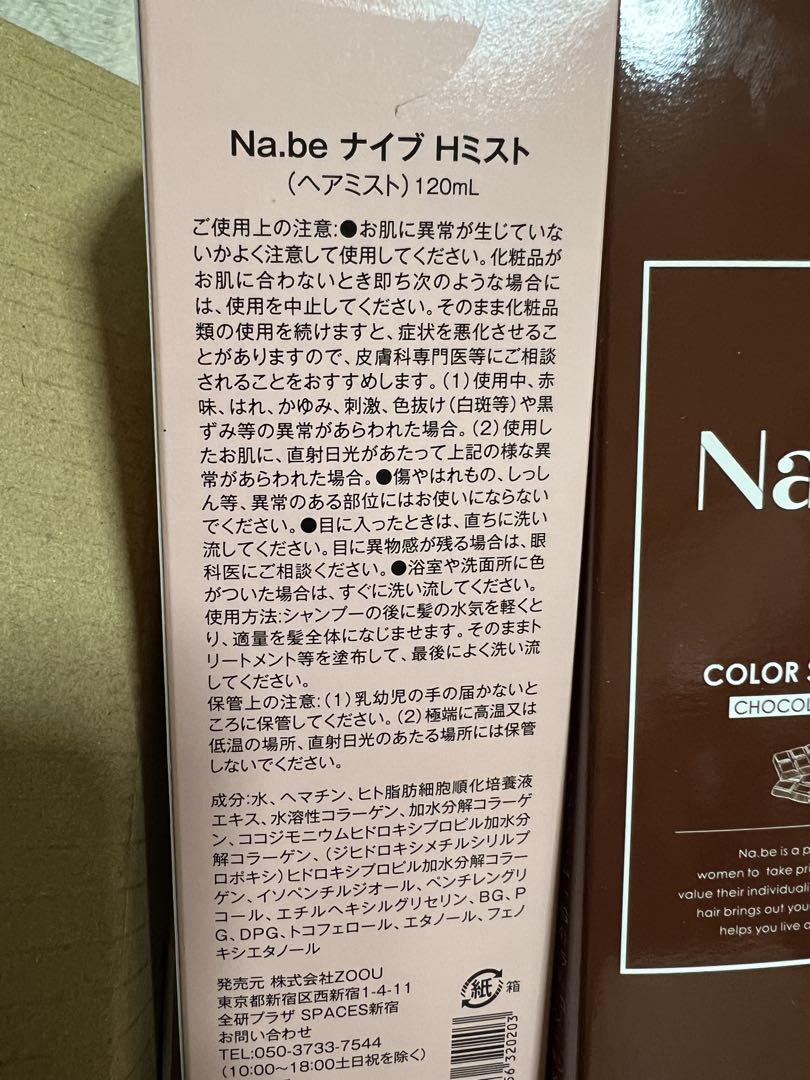 Na.be ナイブ Hミスト
(ヘアミスト) 120mL
ご使用上の注意:●お肌に異常が生じていな
いかよく注意して使用してください。化粧品が
お肌に合わないとき即ち次のような場合に
は、使用を中止してください。そのまま化粧品
類の使用を続けますと、症状を悪化させるこ
とがありますので、皮膚科専門医等にご相談
されることをおすすめします。(1)使用中、赤
味、はれ、かゆみ、刺激、色抜け(白斑等)や黒
ずみ等の異常があらわれた場合。(2)使用し
たお肌に、直射日光があたって上記の様な異
常があらわれた場合。●傷やはれもの、しっし
ん等、異常のある部位にはお使いにならない
でください。●目に入ったときは、直ちに洗い
流してください。目に異物感が残る場合は、眼
科医にご相談ください。●浴室や洗面所に色
がついた場合は、すぐに洗い流してください。
使用方法:シャンプーの後に髪の水気を軽くと
り、適量を髪全体になじませます。そのままト
リートメント等を塗布して、最後によく洗い流
してください。
保管上の注意:(1)乳幼児の手の届かないと
ころに保管してください。(2)極端に高温又は
低温の場所、直射日光のあたる場所には保管
しないでください。
成分:水、ヘマチン、ヒト脂肪細胞順化培養液
エキス、水溶性コラーゲン、加水分解コラーゲ
ン、ココジモニウムヒドロキシプロピル加水分
解コラーゲン、(ジヒドロキシメチルシリルプ
ロポキシ)ヒドロキシプロピル加水分解コラー
ゲン、イソペンチルジオール、ペンチレングリ
コール、エチルヘキシルグリセリン、BG、P
G、DPG、トコフェロール、エタノール、フェノ
キシエタノール
発売元 株式会社ZOOU
東京都新宿区西新宿1-4-11
全研プラザ SPACES新宿
お問い合わせ
TEL:050-3733-7544
(10:00~18:00土日祝を除く)
紙 箱
320203
Na
COLOR
CHOCOL
Na.be is a
women to take
value their
hair brings out
helps you live